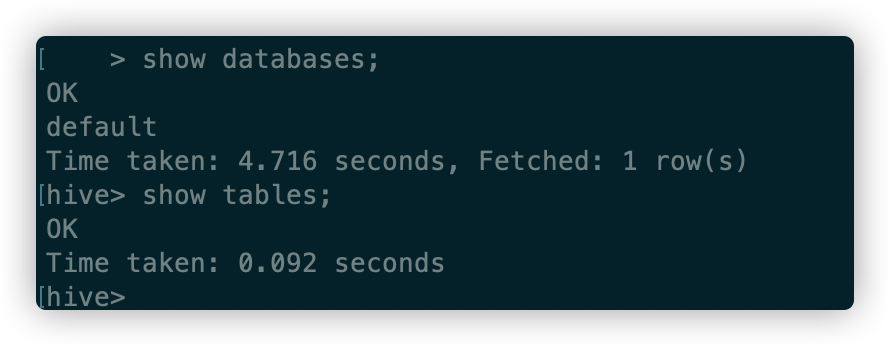 [    > show databases;
OK
default
Time taken: 4.716 seconds, Fetched: 1 row(s)
[hive> show tables;
OK
Time taken: 0.092 seconds
[hive>